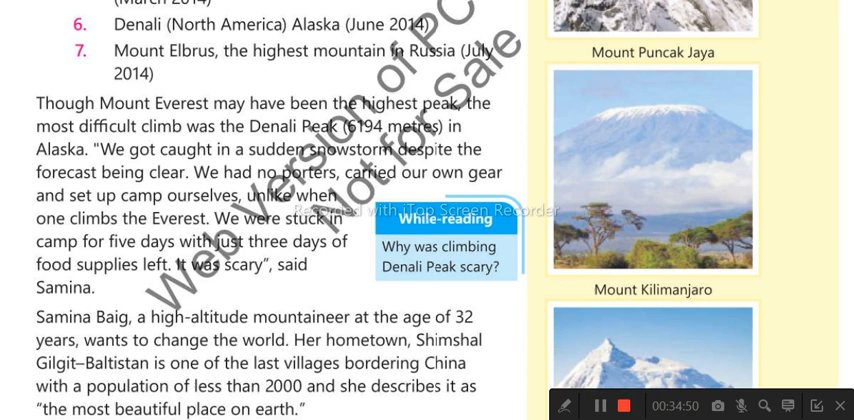 (March 2014)
6. Denali (North America) Alaska (June 2014)
7. Mount Elbrus, the highest mountain in Russia (July
2014)
Though Mount Everest may have been the highest peak, the
most difficult climb was the Denali Peak (6194 metres) in
Alaska. "We got caught in a sudden snowstorm despite the
forecast being clear. We had no porters, carried our own gear
and set up camp ourselves, unlike when
one climbs the Everest. We were stuck in
camp for five days with just three days of
food supplies left. It was scary”, said
Samina.
While-reading
Why was climbing
Denali Peak scary?
Samina Baig, a high-altitude mountaineer at the age of 32
years, wants to change the world. Her hometown, Shimshal
Gilgit–Baltistan is one of the last villages bordering China
with a population of less than 2000 and she describes it as
“the most beautiful place on earth.”
Mount Puncak Jaya
Mount Kilimanjaro
Web Version of PC
Not for Sale
Recorded with iTop Screen Recorder
00:34:50